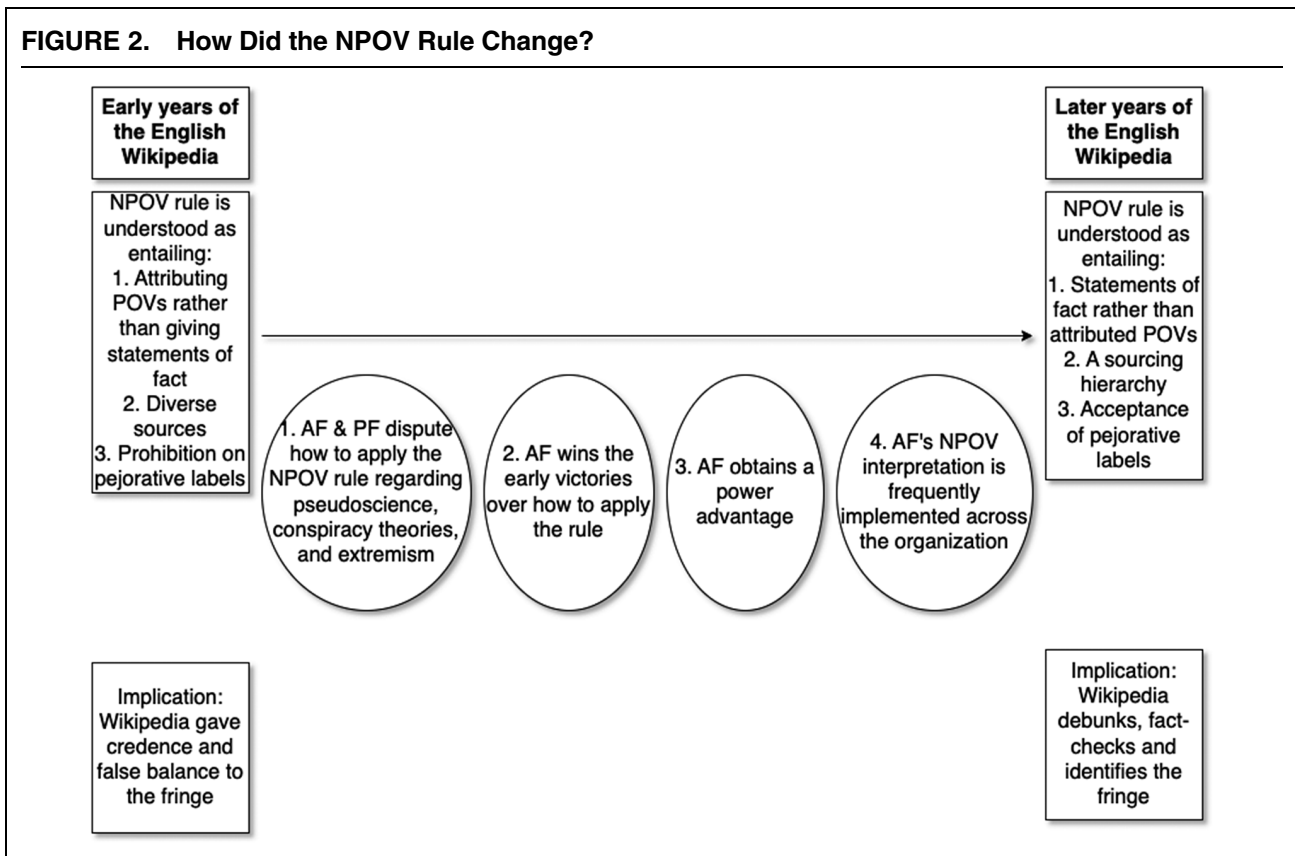 FIGURE 2. How Did the NPOV Rule Change?
Early years of
the English
Wikipedia
NPOV rule is
understood as
entailing:
1. Attributing
POVs rather
than giving
statements of
fact
2. Diverse
sources
3. Prohibition on
pejorative labels
1. AF & PF dispute
how to apply the
NPOV rule regarding
pseudoscience,
conspiracy theories,
and extremism
2. AF wins the
early victories
over how to apply
the rule
3. AF obtains a
power
advantage
4. AF's NPOV
interpretation is
frequently
implemented across
the organization
Later years of
the English
Wikipedia
NPOV rule is
understood as
entailing:
1. Statements of
fact rather than
attributed POVs
2. A sourcing
hierarchy
3. Acceptance
of pejorative
labels
Implication:
Wikipedia gave
credence and
false balance to
the fringe
Implication:
Wikipedia
debunks, fact-
checks and
identifies the
fringe